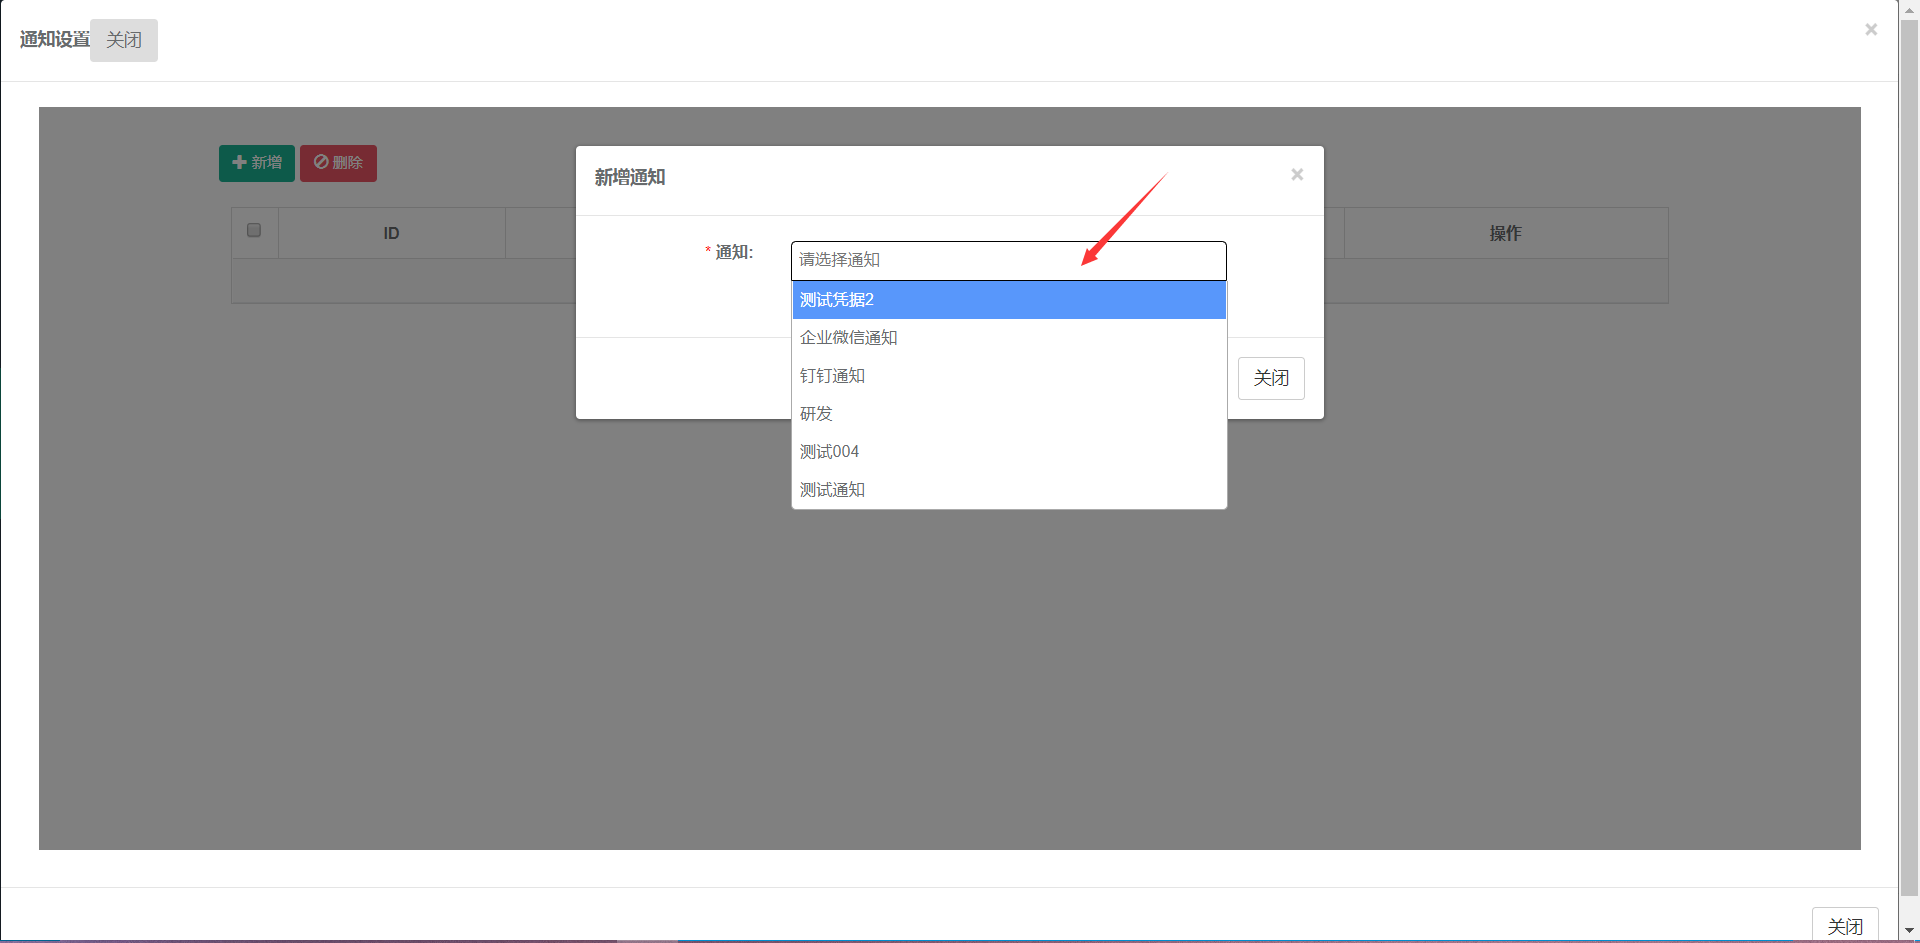 通知设置 关闭
×
新增 删除
ID 操作
新增通知 ×
* 通知:
请选择通知
测试凭据2
企业微信通知
钉钉通知
研发
测试004
测试通知
关闭
关闭